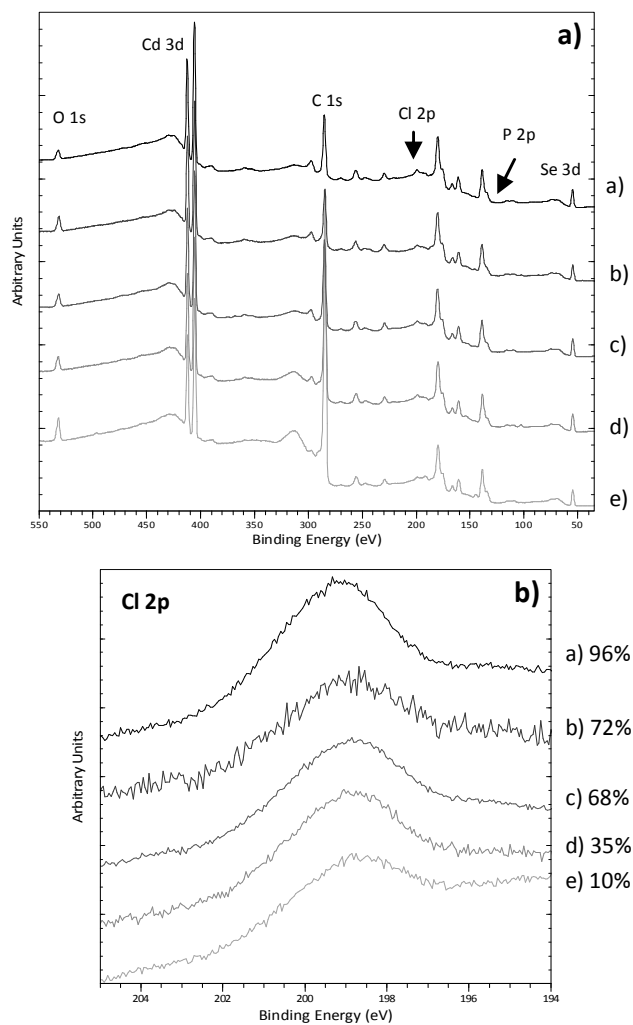 a)
Cd 3d
O 1s
C 1s
Cl 2p
P 2p
Se 3d
a)
b)
c)
d)
e)
Arbitrary Units
550 500 450 400 350 300 250 200 150 100 50
Binding Energy (eV)
Cl 2p
b)
a) 96%
b) 72%
c) 68%
d) 35%
e) 10%
Arbitrary Units
204 202 200 198 196 194
Binding Energy (eV)